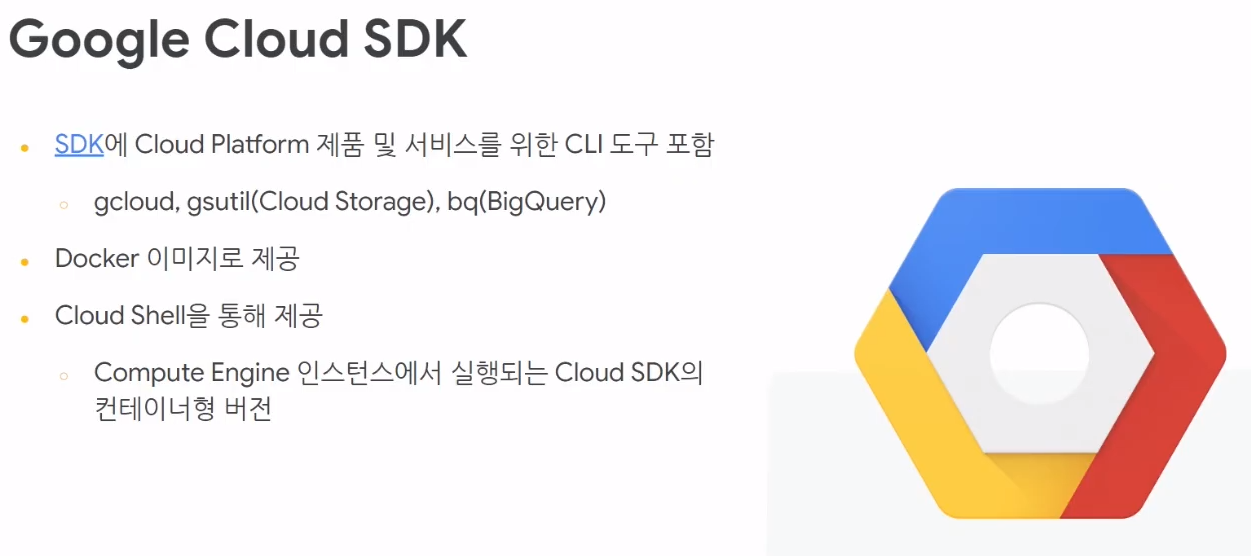 Google Cloud SDK
• SDK에 Cloud Platform 제품 및 서비스를 위한 CLI 도구 포함
○ gcloud, gsutil(Cloud Storage), bq(BigQuery)
• Docker 이미지로 제공
• Cloud Shell을 통해 제공
○ Compute Engine 인스턴스에서 실행되는 Cloud SDK의
컨테이너형 버전